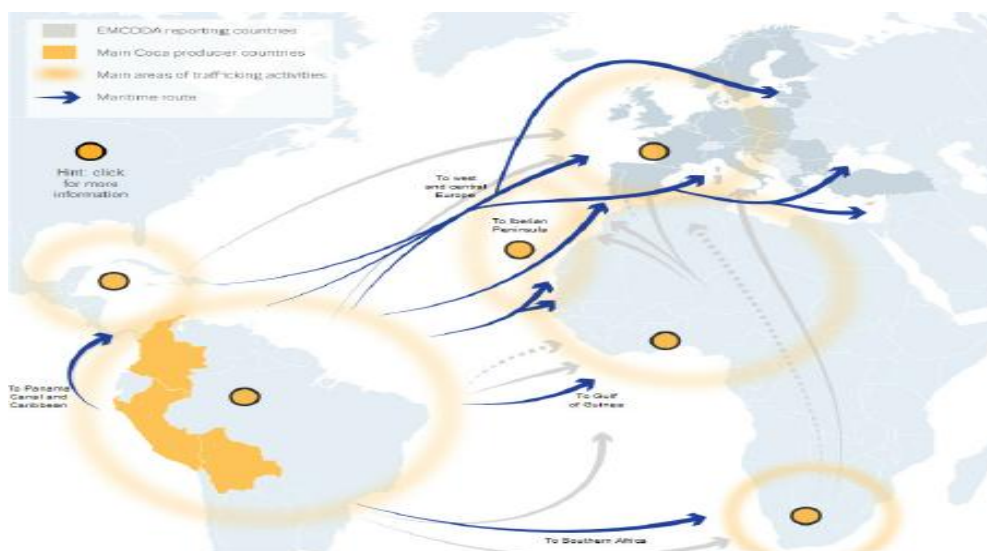 EMCDDA reporting countries
Main Coca producer countries
Main areas of trafficking activities
Maritime route
Hint: click
for more
information
To west
and central
Europe
To Iberian
Peninsula
To Panama
Canal and
Caribbean
To Gulf
of Guinea
To Southern Africa